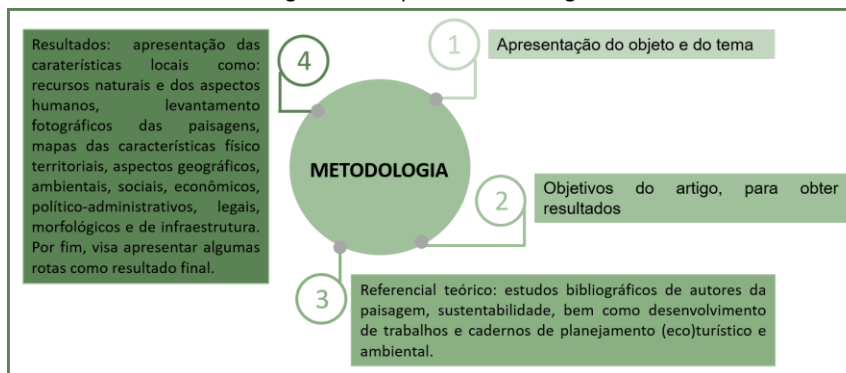 1
Apresentação do objeto e do tema
2
Objetivos do artigo, para obter
resultados
METODOLOGIA
3
Referencial teórico: estudos bibliográficos de autores da
paisagem, sustentabilidade, bem como desenvolvimento
de trabalhos e cadernos de planejamento (eco)turístico e
ambiental.
4
Resultados: apresentação das
caraterísticas locais como:
recursos naturais e dos aspectos
humanos, levantamento
fotográficos das paisagens,
mapas das características físico
territoriais, aspectos geográficos,
ambientais, sociais, econômicos,
político-administrativos, legais,
morfológicos e de infraestrutura.
Por fim, visa apresentar algumas
rotas como resultado final.